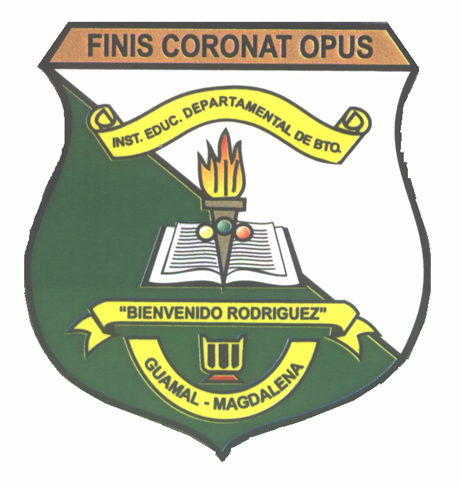 FINIS CORONAT OPUS
INST. EDUC. DEPARTAMENTAL DE BTO.
"BIENVENIDO RODRIGUEZ"
GUAMAL - MAGDALENA